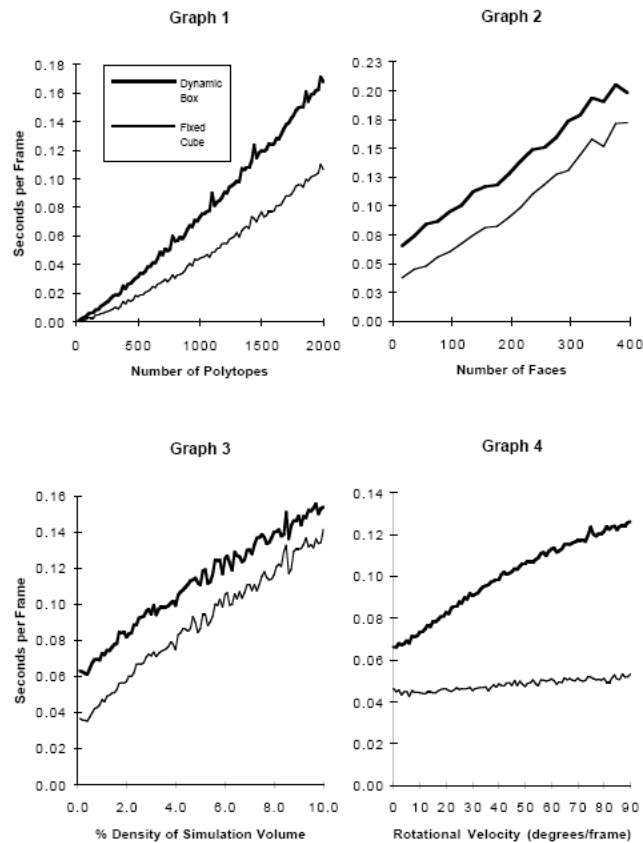 Graph 1
0.18
0.16
0.14
0.12
0.10
0.08
0.06
0.04
0.02
0.00
Seconds per Frame
Dynamic
Box
Fixed
Cube
0 500 1000 1500 2000
Number of Polytopes
Graph 2
0.23
0.20
0.18
0.15
0.13
0.10
0.08
0.05
0.03
0.00
0 100 200 300 400
Number of Faces
Graph 3
0.16
0.14
0.12
0.10
0.08
0.06
0.04
0.02
0.00
Seconds per Frame
0.0 2.0 4.0 6.0 8.0 10.0
% Density of Simulation Volume
Graph 4
0.14
0.12
0.10
0.08
0.06
0.04
0.02
0.00
0 10 20 30 40 50 60 70 80 90
Rotational Velocity (degrees/frame)